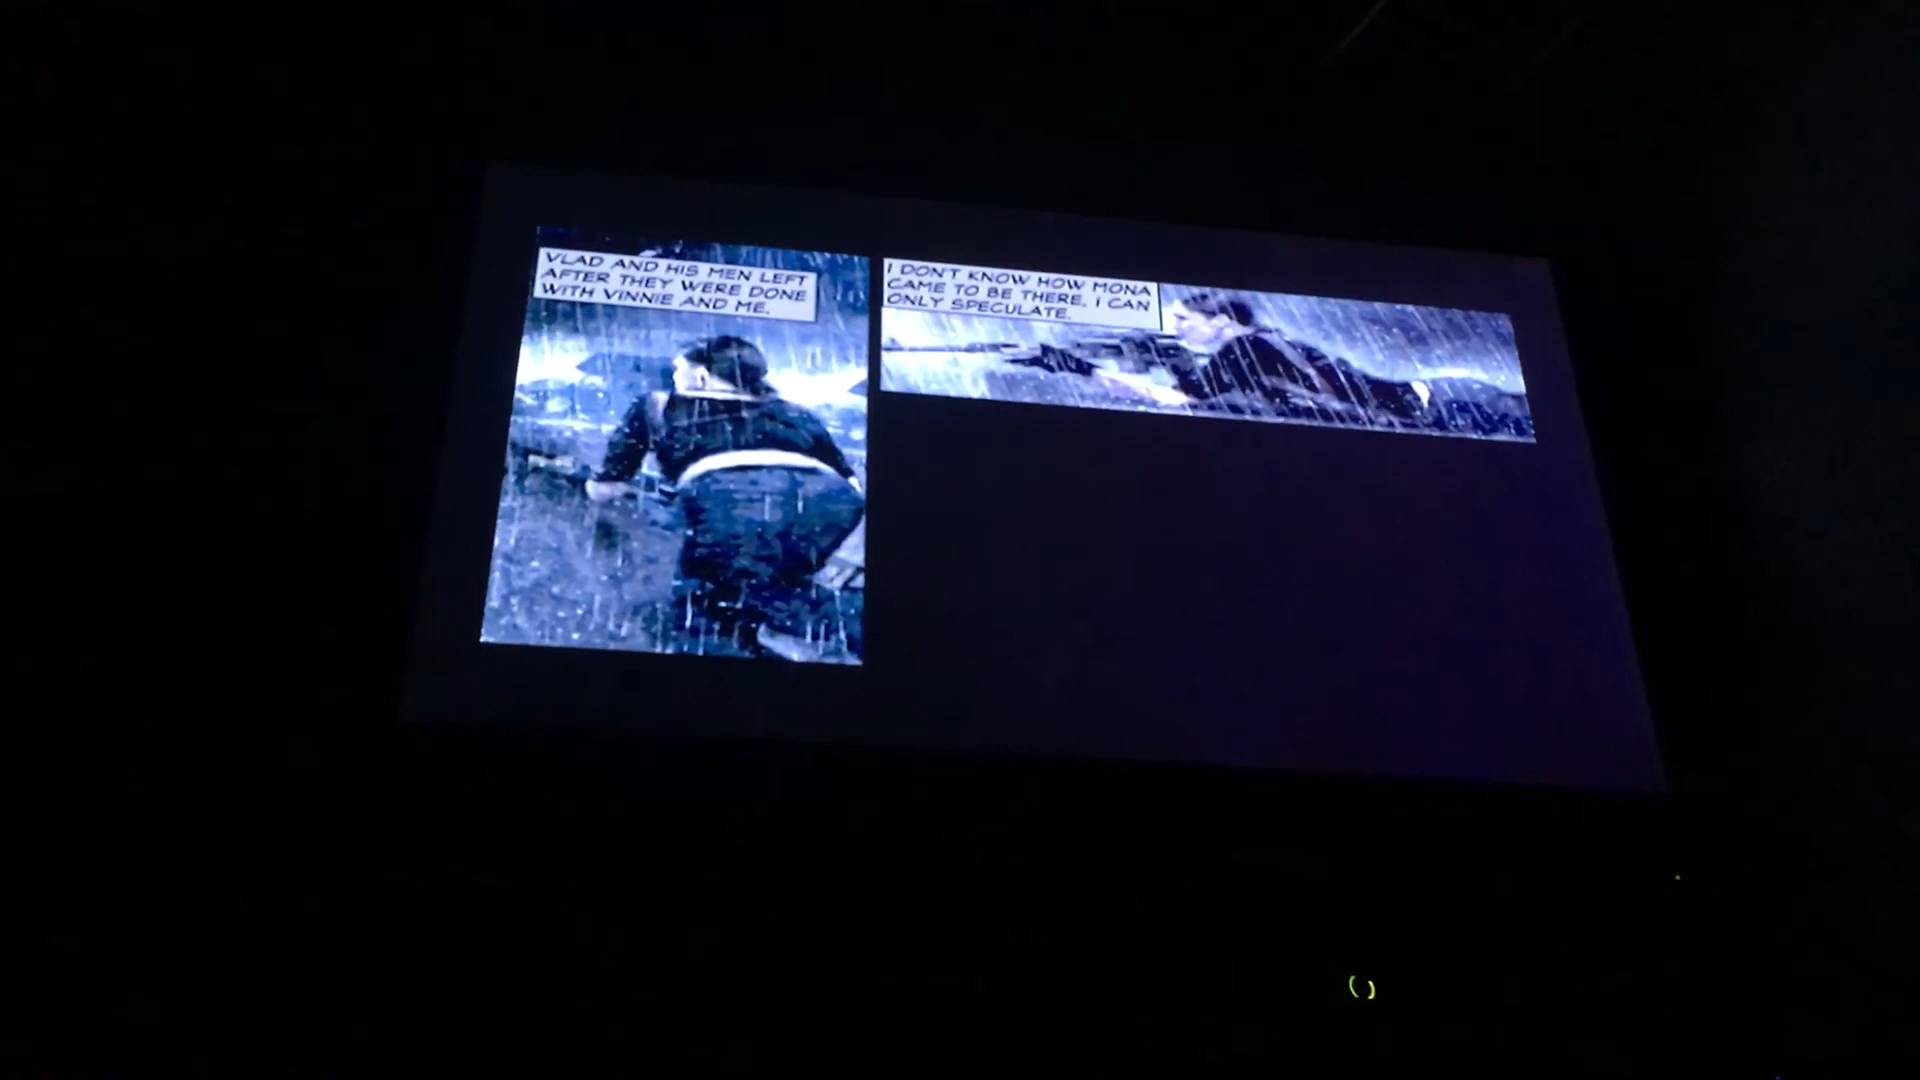 VLAD AND HIS MEN LEFT
AFTER THEY WERE DONE
WITH VINNIE AND ME.
I DON'T KNOW HOW MONA
CAME TO BE THERE. I CAN
ONLY SPECULATE.